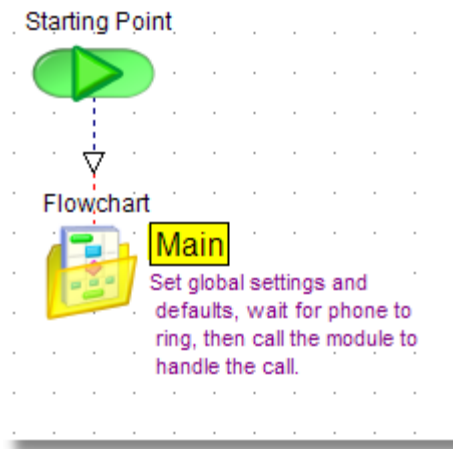 Starting Point
Flowchart
Main
Set global settings and
defaults, wait for phone to
ring, then call the module to
handle the call.